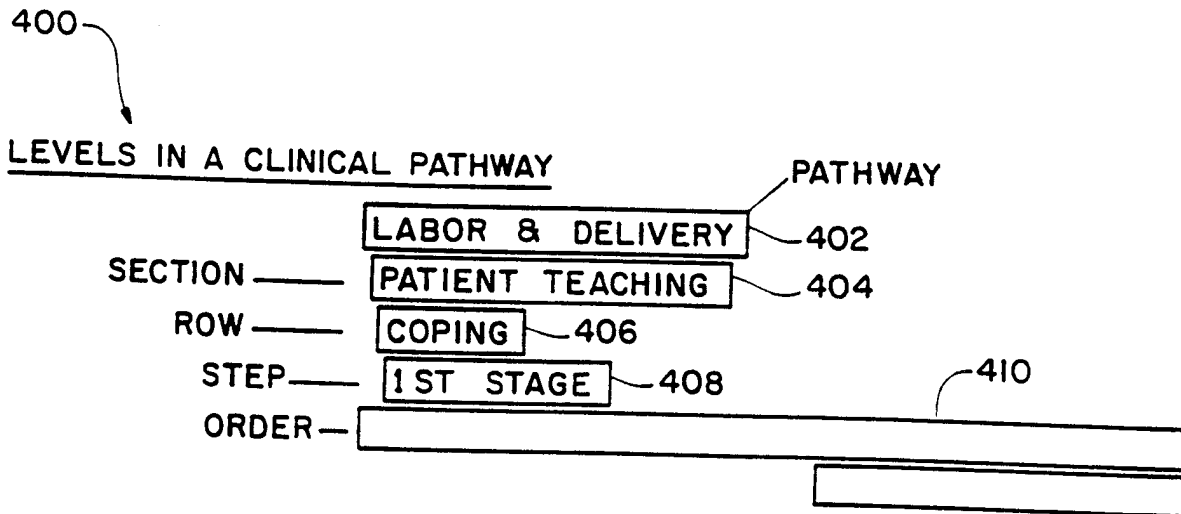 400
LEVELS IN A CLINICAL PATHWAY
PATHWAY
LABOR & DELIVERY 402
SECTION PATIENT TEACHING 404
ROW COPING 406
STEP 1ST STAGE 408
410
ORDER